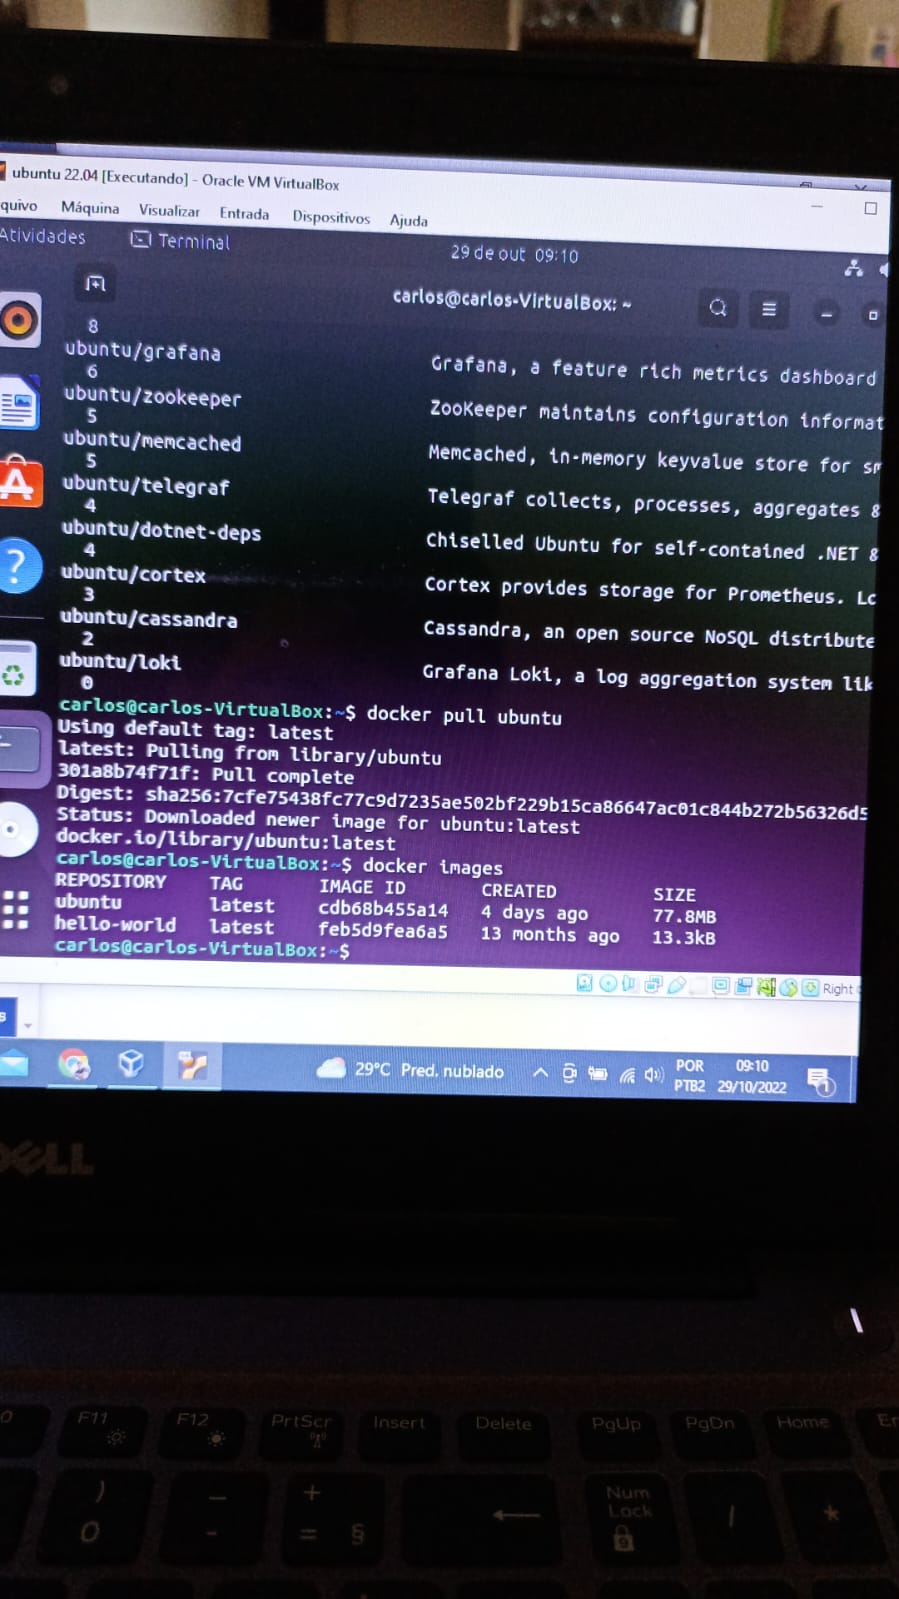 ubuntu 22.04 [Executando] - Oracle VM VirtualBox
quivo Máquina Visualizar Entrada Dispositivos Ajuda
Atividades Terminal 29 de out 09:10
carlos@carlos-VirtualBox: ~
8
ubuntu/grafana Grafana, a feature rich metrics dashboard
6
ubuntu/zookeeper ZooKeeper maintains configuration informat
5
ubuntu/memcached Memcached, in-memory keyvalue store for sm
5
ubuntu/telegraf Telegraf collects, processes, aggregates &
4
ubuntu/dotnet-deps Chiselled Ubuntu for self-contained .NET &
4
ubuntu/cortex Cortex provides storage for Prometheus. Lo
3
ubuntu/cassandra Cassandra, an open source NoSQL distribute
2
ubuntu/loki Grafana Loki, a log aggregation system lik
0
carlos@carlos-VirtualBox:~$ docker pull ubuntu
Using default tag: latest
latest: Pulling from library/ubuntu
301a8b74f71f: Pull complete
Digest: sha256:7cfe75438fc77c9d7235ae502bf229b15ca86647ac01c844b272b56326d5
Status: Downloaded newer image for ubuntu:latest
docker.io/library/ubuntu:latest
carlos@carlos-VirtualBox:~$ docker images
REPOSITORY TAG IMAGE ID CREATED SIZE
ubuntu latest cdb68b455a14 4 days ago 77.8MB
hello-world latest feb5d9fea6a5 13 months ago 13.3kB
carlos@carlos-VirtualBox:~$
Right
s
29°C Pred. nublado POR 09:10
PTB2 29/10/2022 1
DELL
F11 F12 PrtScr Insert Delete PgUp PgDn Home
) _ + Num Lock / *
0 - = §